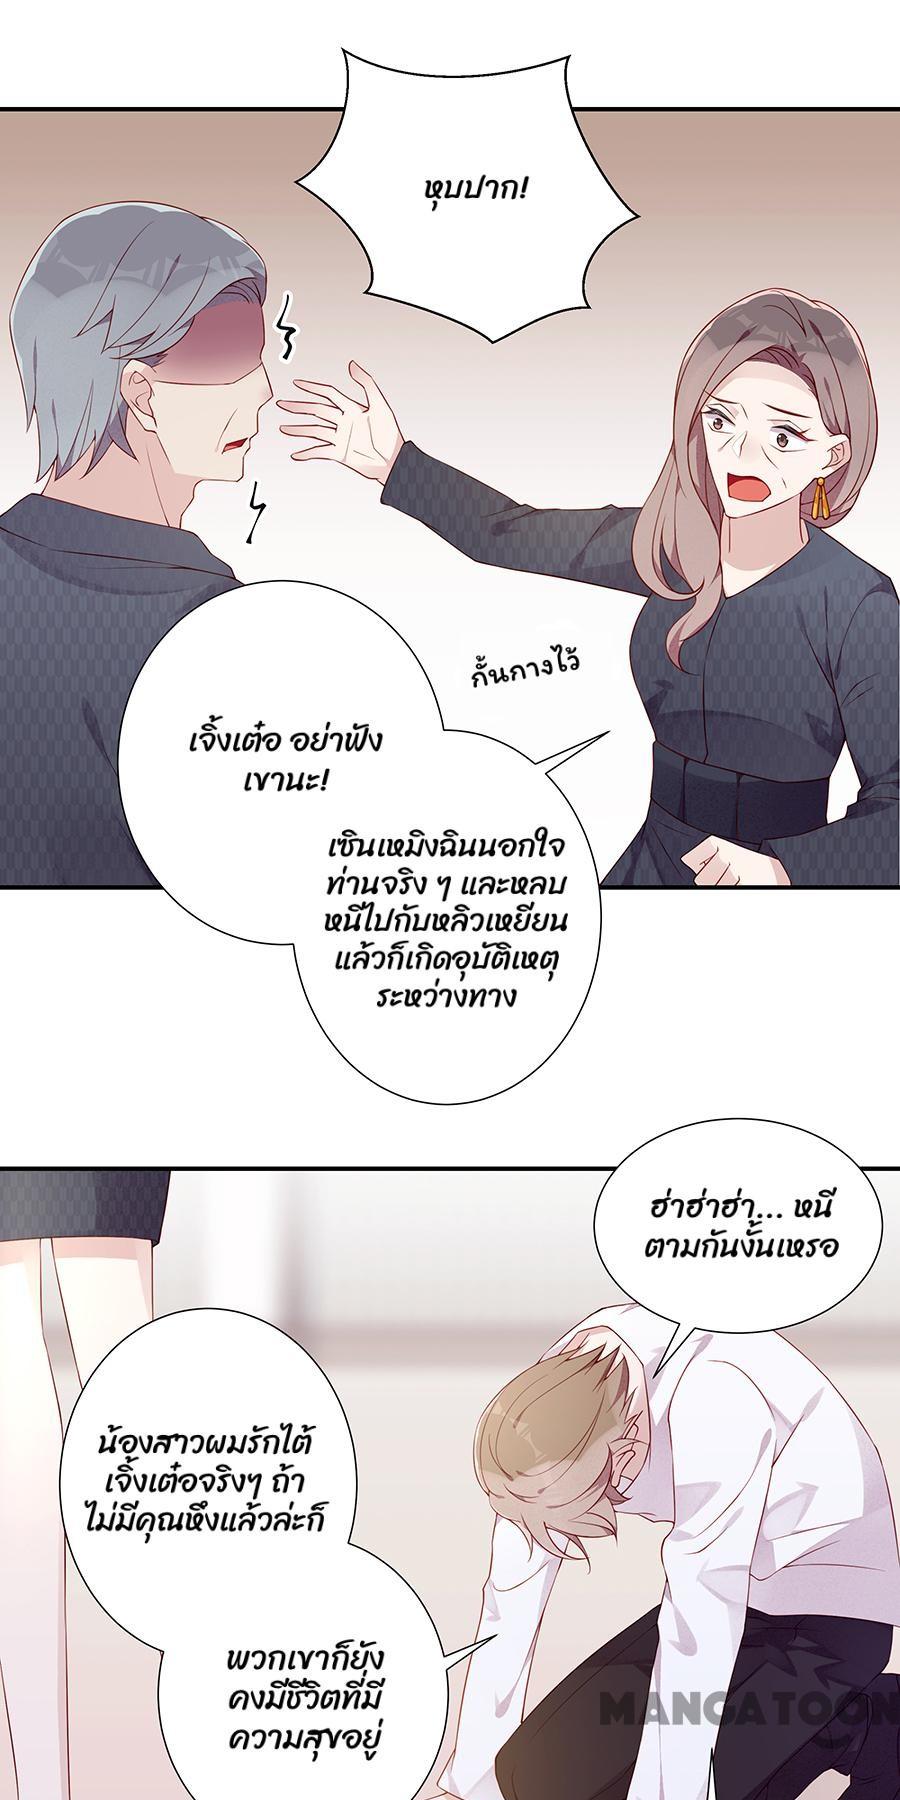 หุบปาก!
กั้นกางไว้
เจิ้งเต๋อ อย่าฟัง
เขานะ!
เซินเหมิงฉินนอกใจ
ท่านจริง ๆ และหลบ
หนีไปกับหลิวเหยียน
แล้วก็เกิดอุบัติเหตุ
ระหว่างทาง
ฮ่าฮ่าฮ่า... หนี
ตามกันงั้นเหรอ
น้องสาวผมรักไต้
เจิ้งเต๋อจริงๆ ถ้า
ไม่มีคุณหึงแล้วล่ะก็
พวกเขาก็ยัง
คงมีชีวิตที่มี
ความสุขอยู่
MANGATOON